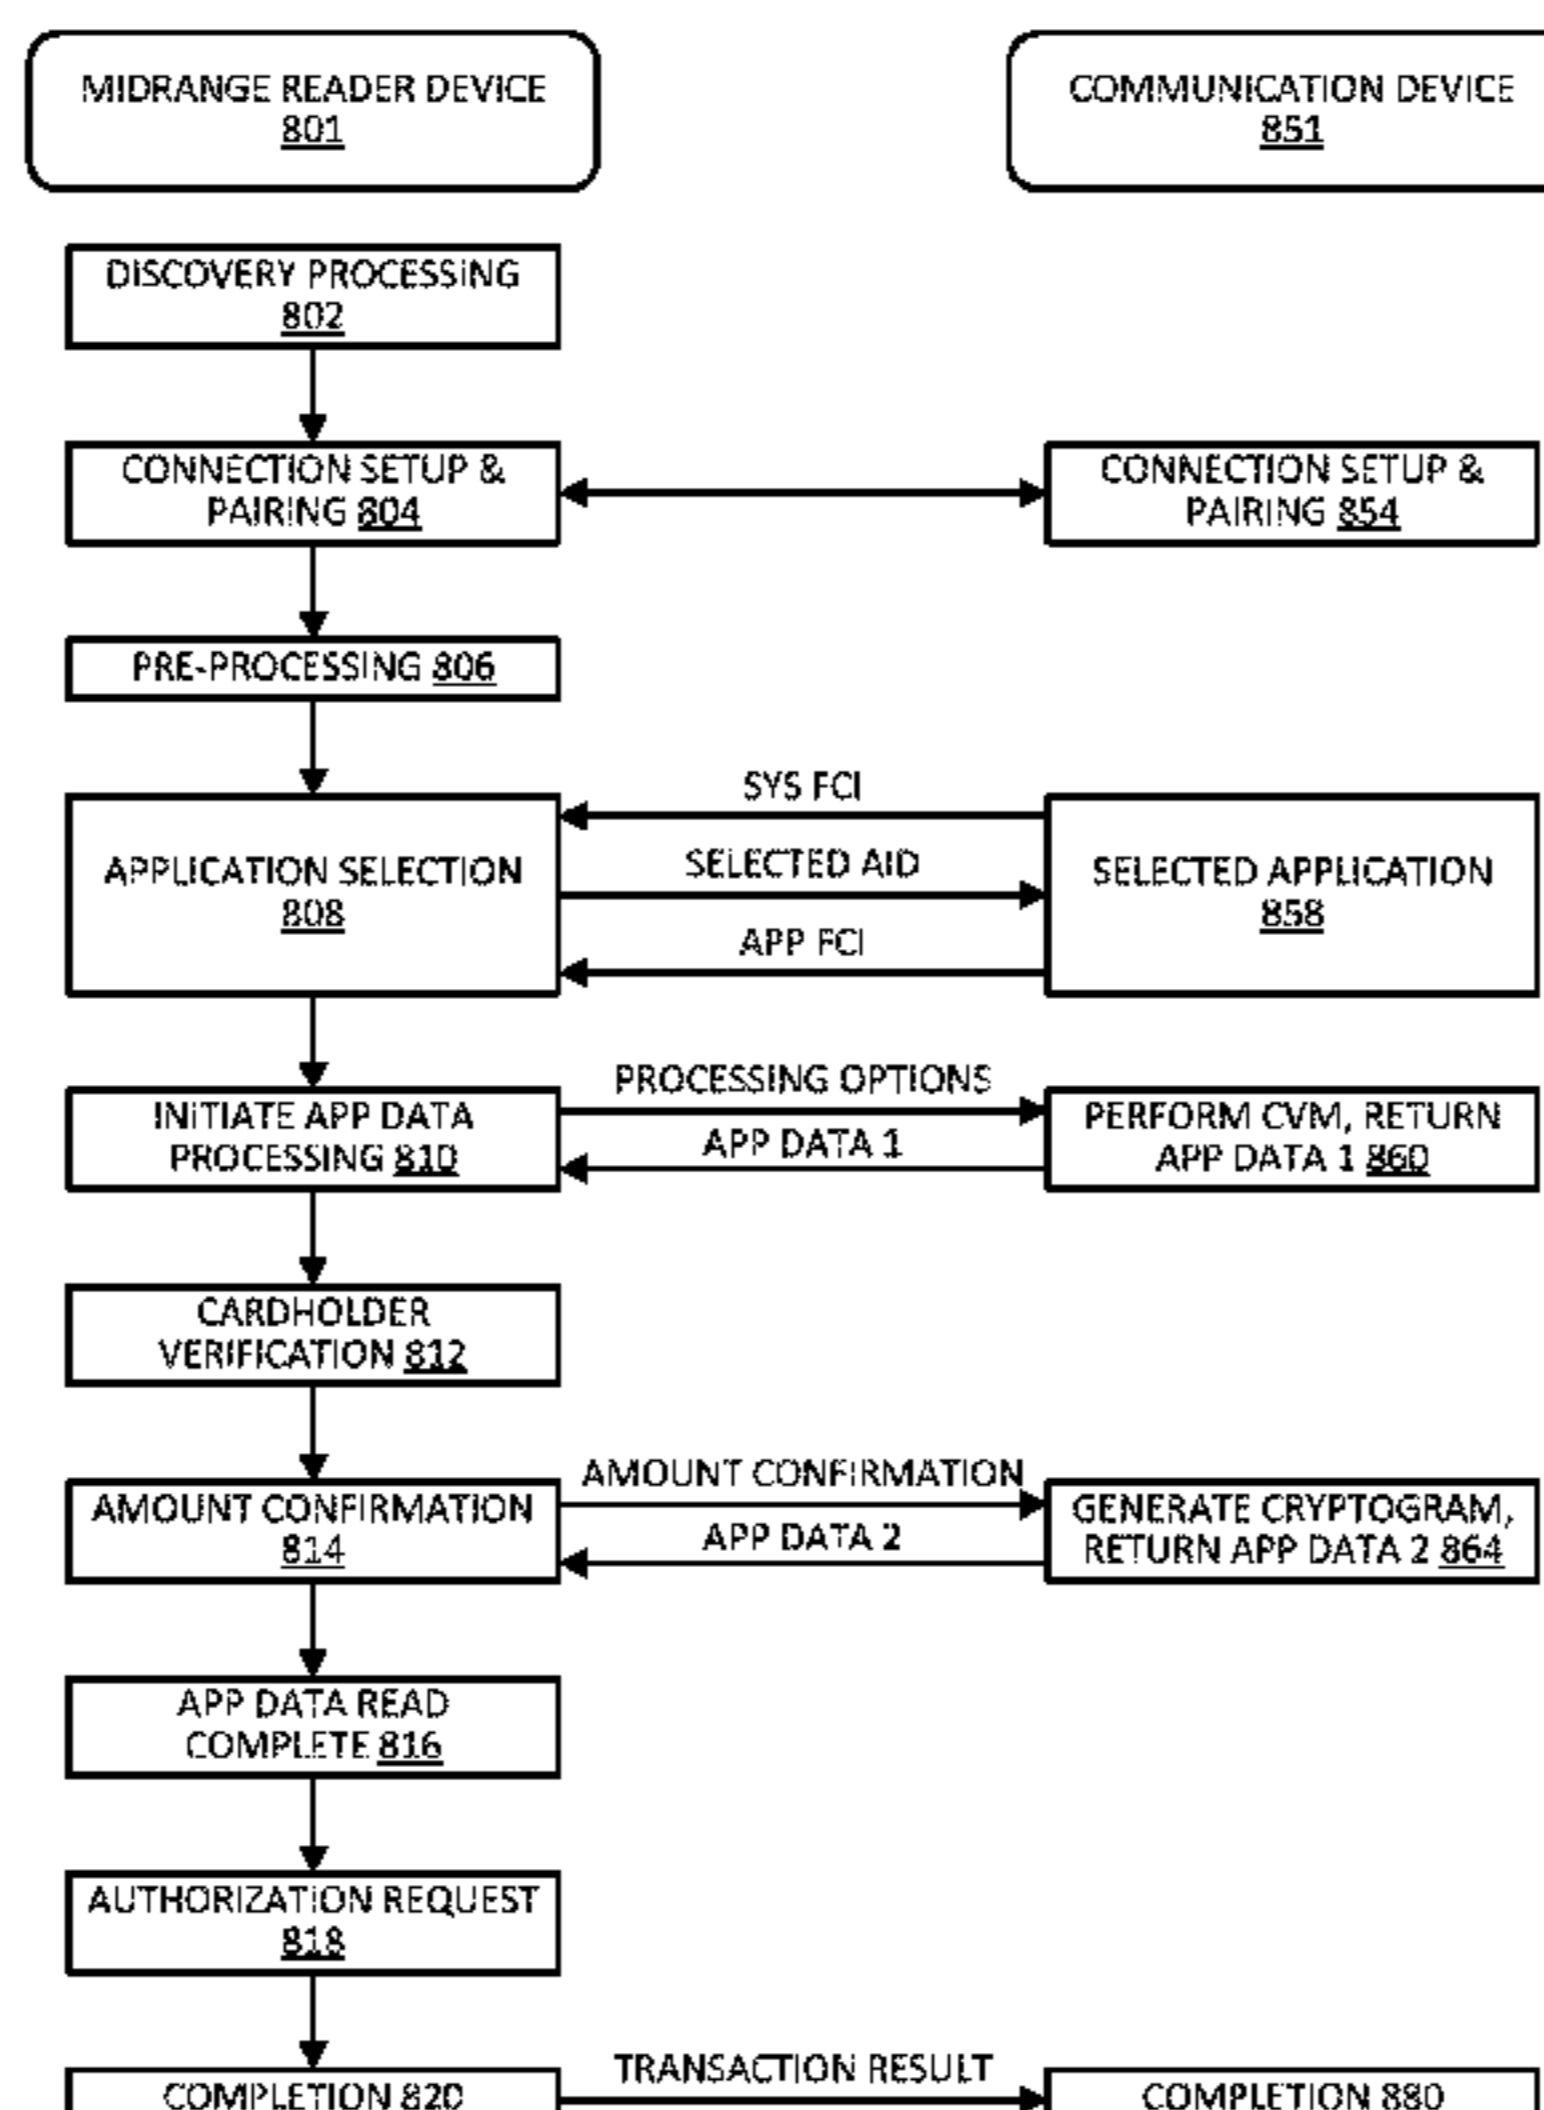 MIDRANGE READER DEVICE
801
COMMUNICATION DEVICE
851
DISCOVERY PROCESSING
802
CONNECTION SETUP &
PAIRING 804
CONNECTION SETUP &
PAIRING 854
PRE-PROCESSING 806
SYS FCI
APPLICATION SELECTION
808
SELECTED AID
SELECTED APPLICATION
858
APP FCI
PROCESSING OPTIONS
INITIATE APP DATA
PROCESSING 810
APP DATA 1
PERFORM CVM, RETURN
APP DATA 1 860
CARDHOLDER
VERIFICATION 812
AMOUNT CONFIRMATION
AMOUNT CONFIRMATION
814
APP DATA 2
GENERATE CRYPTOGRAM,
RETURN APP DATA 2 864
APP DATA READ
COMPLETE 816
AUTHORIZATION REQUEST
818
TRANSACTION RESULT
COMPLETION 820
COMPLETION 880